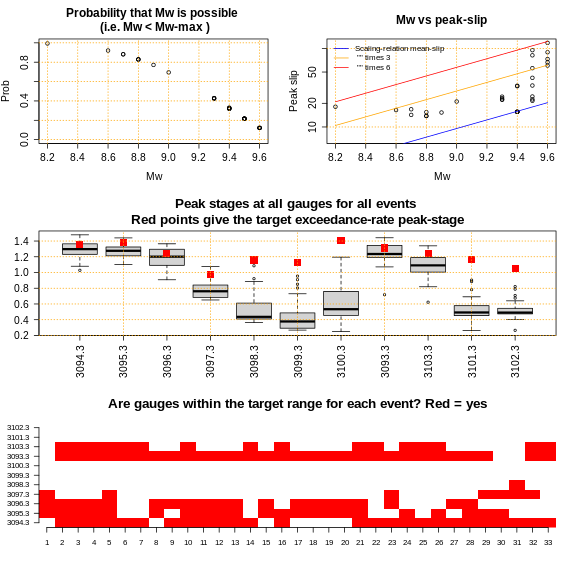 Probability that Mw is possible
(i.e. Mw < Mw-max )
Prob
0.8
0.4
0.0
8.2 8.4 8.6 8.8 9.0 9.2 9.4 9.6
Mw
Mw vs peak-slip
Peak slip
50
20
10
Scaling-relation mean-slip
"" times 3
"" times 6
8.2 8.4 8.6 8.8 9.0 9.2 9.4 9.6
Mw
Peak stages at all gauges for all events
Red points give the target exceedance-rate peak-stage
1.4
1.2
1.0
0.8
0.6
0.4
0.2
3094.3 3095.3 3096.3 3097.3 3098.3 3099.3 3100.3 3093.3 3103.3 3101.3 3102.3
Are gauges within the target range for each event? Red = yes
3102.3
3101.3
3103.3
3093.3
3100.3
3099.3
3098.3
3097.3
3096.3
3095.3
3094.3
1 2 3 4 5 6 7 8 9 10 11 12 13 14 15 16 17 18 19 20 21 22 23 24 25 26 27 28 29 30 31 32 33